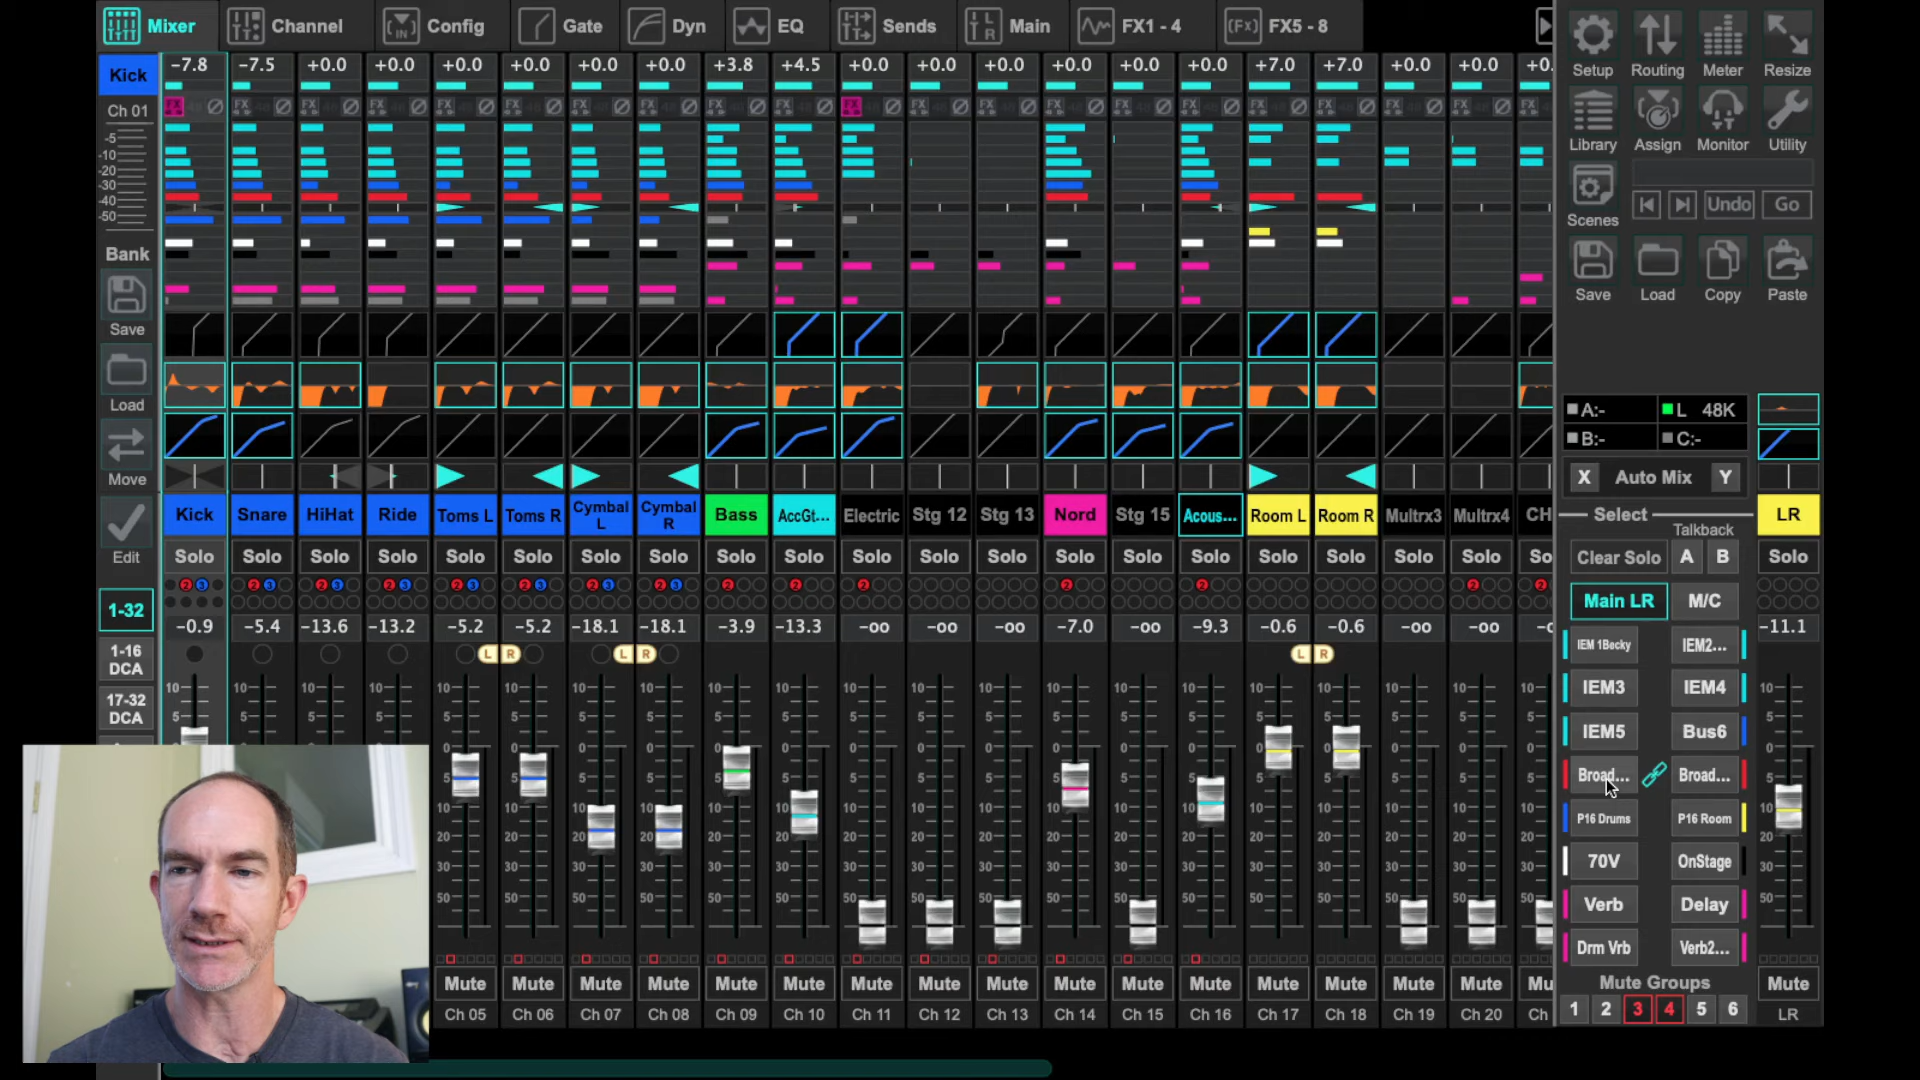 Mixer Channel Config Gate Dyn EQ Sends Main FX1 - 4 FX5 - 8
Setup Routing Meter Resize
Library Assign Monitor Utility
Scenes Undo Go
Save Load Copy Paste
Kick -7.8 -7.5 +0.0 +0.0 +0.0 +0.0 +0.0 +0.0 +3.8 +4.5 +0.0 +0.0 +0.0 +0.0 +0.0 +0.0 +7.0 +7.0 +0.0 +0.0 +0.
Ch 01
-5
-10
-20
-30
-40
-50
Bank
Save
Load
Move
Edit
1-32
1-16 DCA
17-32 DCA
A:- L 48K
B:- C:-
X Auto Mix Y
Kick Snare HiHat Ride Toms L Toms R Cymbal L Cymbal R Bass AccGt... Electric Stg 12 Stg 13 Nord Stg 15 Acous... Room L Room R Multrx3 Multrx4 CH
Select LR
Talkback
Solo Solo Solo Solo Solo Solo Solo Solo Solo Solo Solo Solo Solo Solo Solo Solo Solo Solo Solo Solo So Clear Solo A B Solo
Main LR M/C
-0.9 -5.4 -13.6 -13.2 -5.2 -5.2 -18.1 -18.1 -3.9 -13.3 -oo -oo -oo -7.0 -oo -9.3 -0.6 -0.6 -oo -oo -11.1
L R L R L R
IEM 1Becky IEM2...
IEM3 IEM4
IEM5 Bus6
Broad... Broad...
P16 Drums P16 Room
70V OnStage
Verb Delay
Drm Vrb Verb2...
Mute Groups
1 2 3 4 5 6
Mute Mute Mute Mute Mute Mute Mute Mute Mute Mute Mute Mute Mute Mute Mute Mute Mu Mute
Ch 05 Ch 06 Ch 07 Ch 08 Ch 09 Ch 10 Ch 11 Ch 12 Ch 13 Ch 14 Ch 15 Ch 16 Ch 17 Ch 18 Ch 19 Ch 20 Ch LR